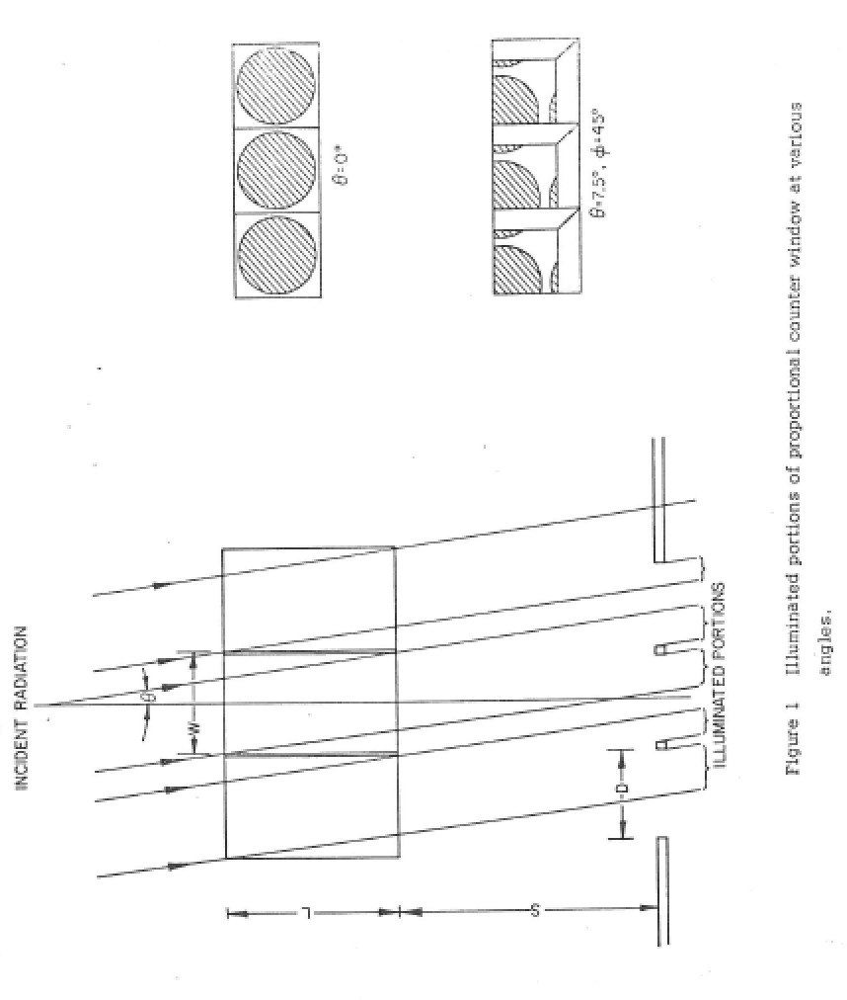 INCIDENT RADIATION
θ
W
L
S
D
ILLUMINATED PORTIONS
θ=0°
θ=7.5°, ϕ=45°
Figure 1 Illuminated portions of proportional counter window at various
angles.